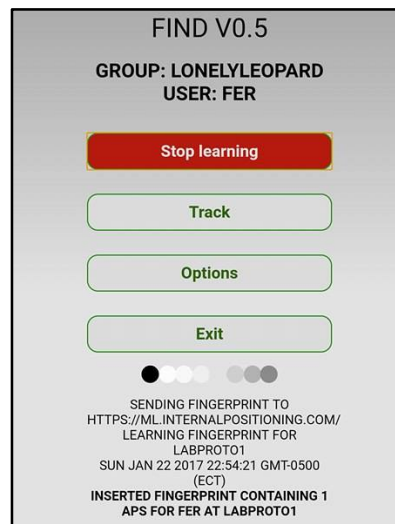 FIND V0.5
GROUP: LONELYLEOPARD
USER: FER
Stop learning
Track
Options
Exit
SENDING FINGERPRINT TO
HTTPS://ML.INTERNALPOSITIONING.COM/
LEARNING FINGERPRINT FOR
LABPROTO1
SUN JAN 22 2017 22:54:21 GMT-0500
(ECT)
INSERTED FINGERPRINT CONTAINING 1
APS FOR FER AT LABPROTO1